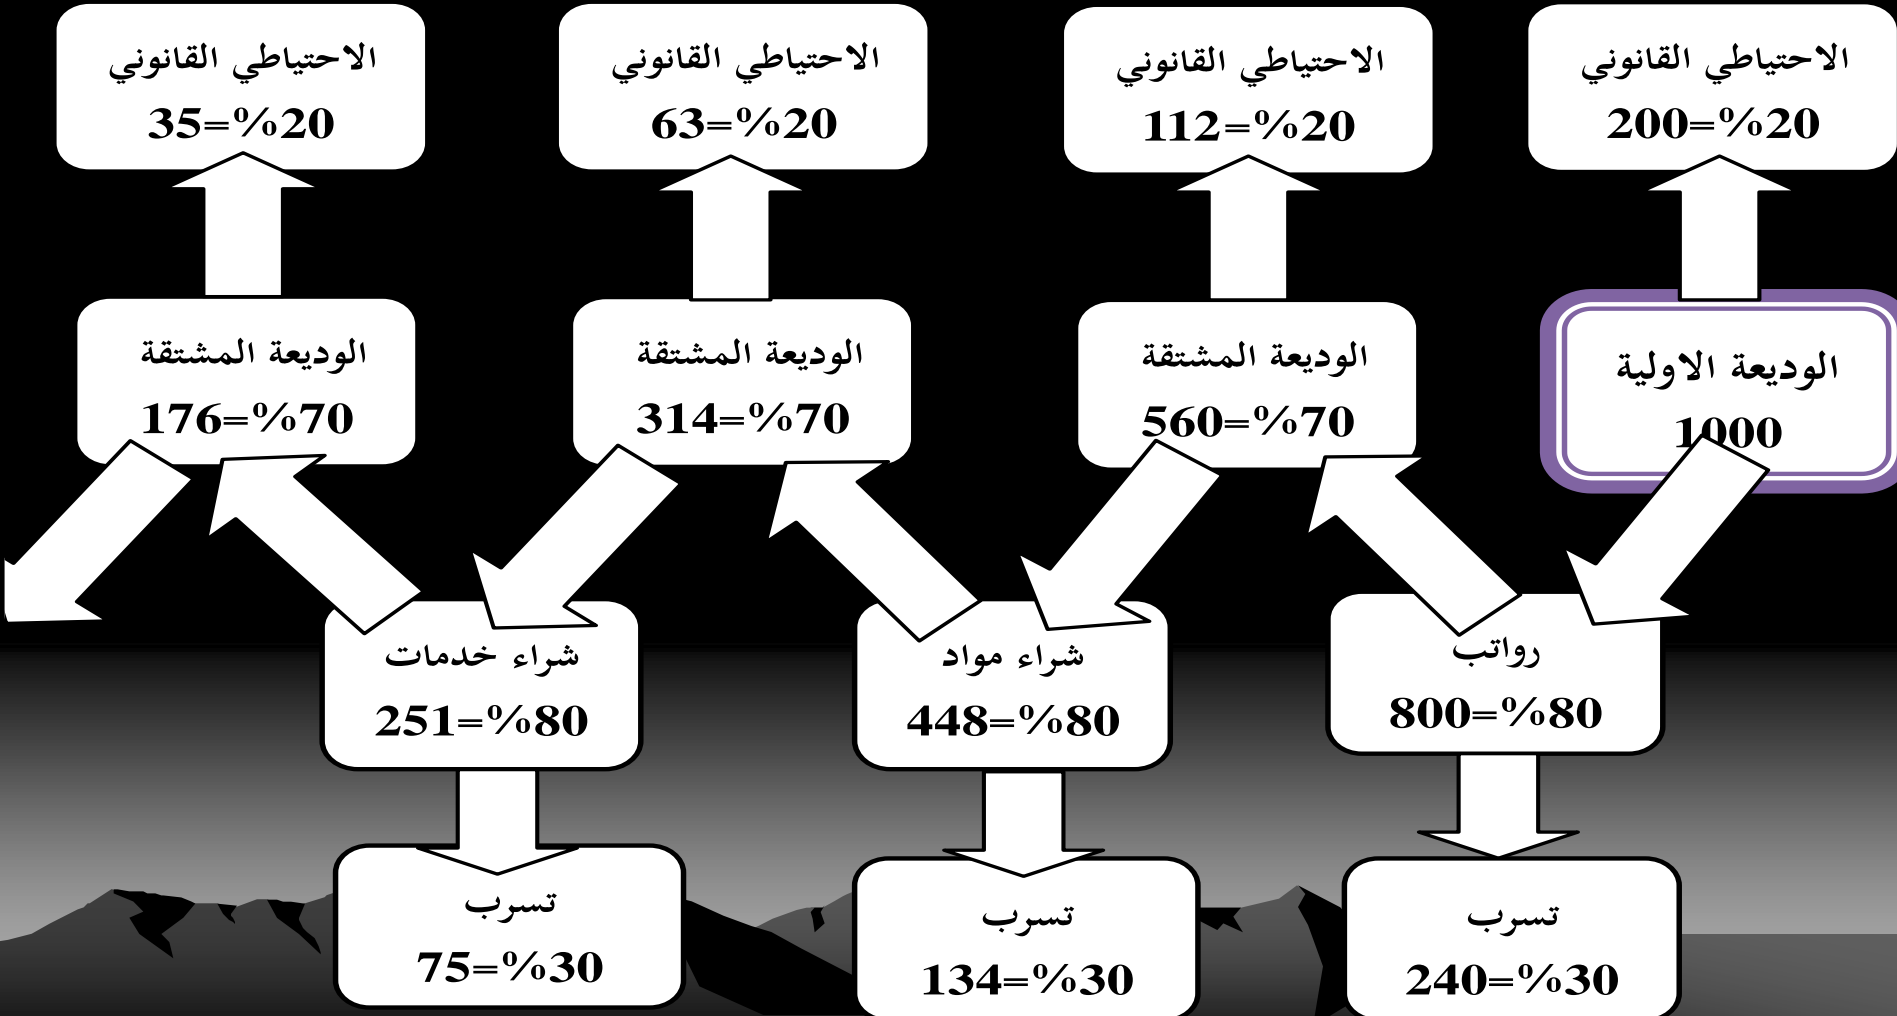 الاحتياطي القانوني
200=%20
الاحتياطي القانوني
112=%20
الاحتياطي القانوني
63=%20
الاحتياطي القانوني
35=%20
الوديعة الاولية
1000
الوديعة المشتقة
560=%70
الوديعة المشتقة
314=%70
الوديعة المشتقة
176=%70
رواتب
800=%80
شراء مواد
448=%80
شراء خدمات
251=%80
تسرب
240=%30
تسرب
134=%30
تسرب
75=%30